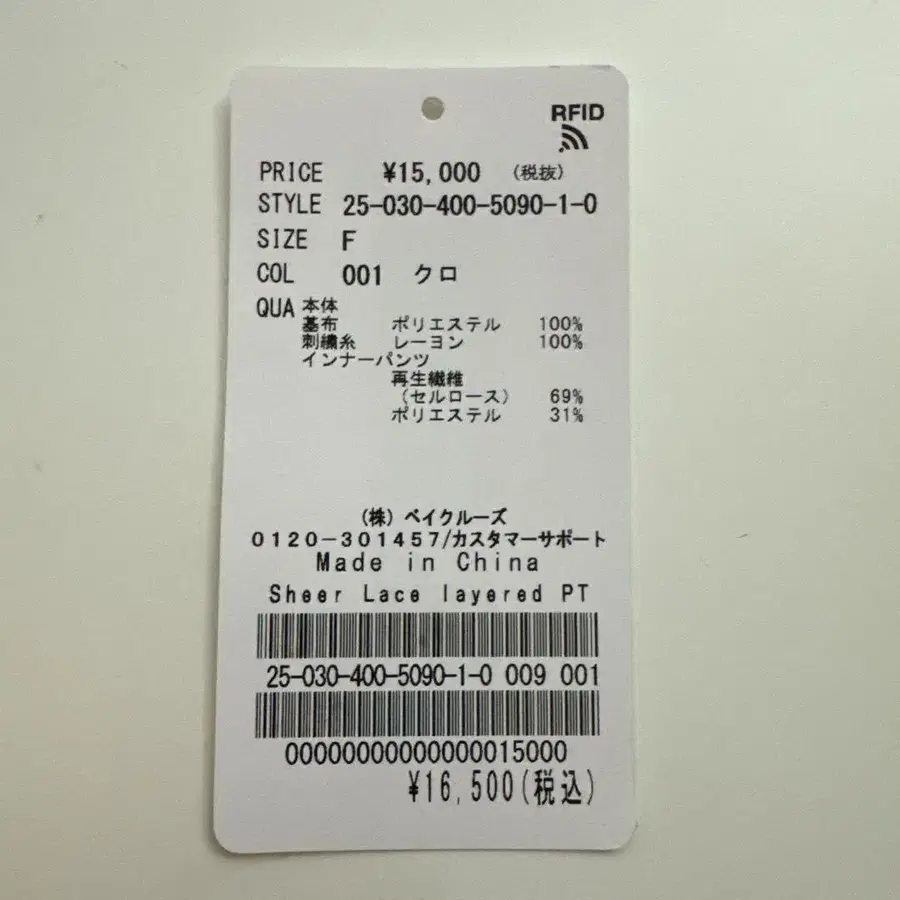 RFID
PRICE ¥15,000 (税抜)
STYLE 25-030-400-5090-1-0
SIZE F
COL 001 クロ
QUA 本体
基布 ポリエステル 100%
刺繍糸 レーヨン 100%
インナーパンツ
再生繊維
(セルロース) 69%
ポリエステル 31%
(株) ベイクルーズ
0120-301457/カスタマーサポート
Made in China
Sheer Lace layered PT
25-030-400-5090-1-0 009 001
00000000000000015000
¥16,500(税込)